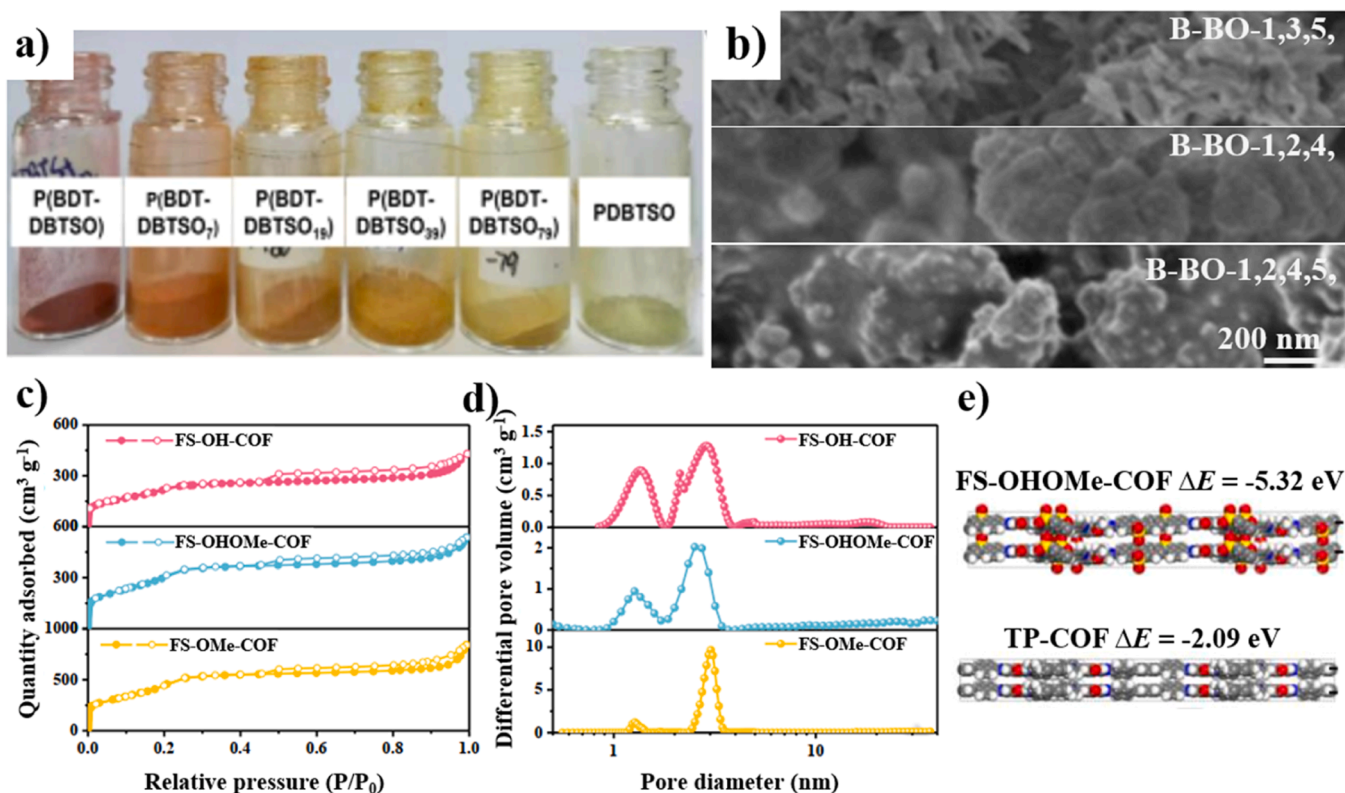 a)
P(BDT-
DBTSO)
P(BDT-
DBTSO₇)
P(BDT-
DBTSO₁₉)
P(BDT-
DBTSO₃₉)
P(BDT-
DBTSO₇₉)
-79
PDBTSO
b)
B-BO-1,3,5,
B-BO-1,2,4,
B-BO-1,2,4,5,
200 nm
c)
Quantity adsorbed (cm³ g⁻¹)
600
300
600
300
1000
500
0
FS-OH-COF
FS-OHOMe-COF
FS-OMe-COF
0.0 0.2 0.4 0.6 0.8 1.0
Relative pressure (P/P₀)
d)
Differential pore volume (cm³ g⁻¹)
1.5
1.0
0.5
0.0
2
1
0
10
5
0
FS-OH-COF
FS-OHOMe-COF
FS-OMe-COF
1 10
Pore diameter (nm)
e)
FS-OHOMe-COF ΔE = -5.32 eV
TP-COF ΔE = -2.09 eV